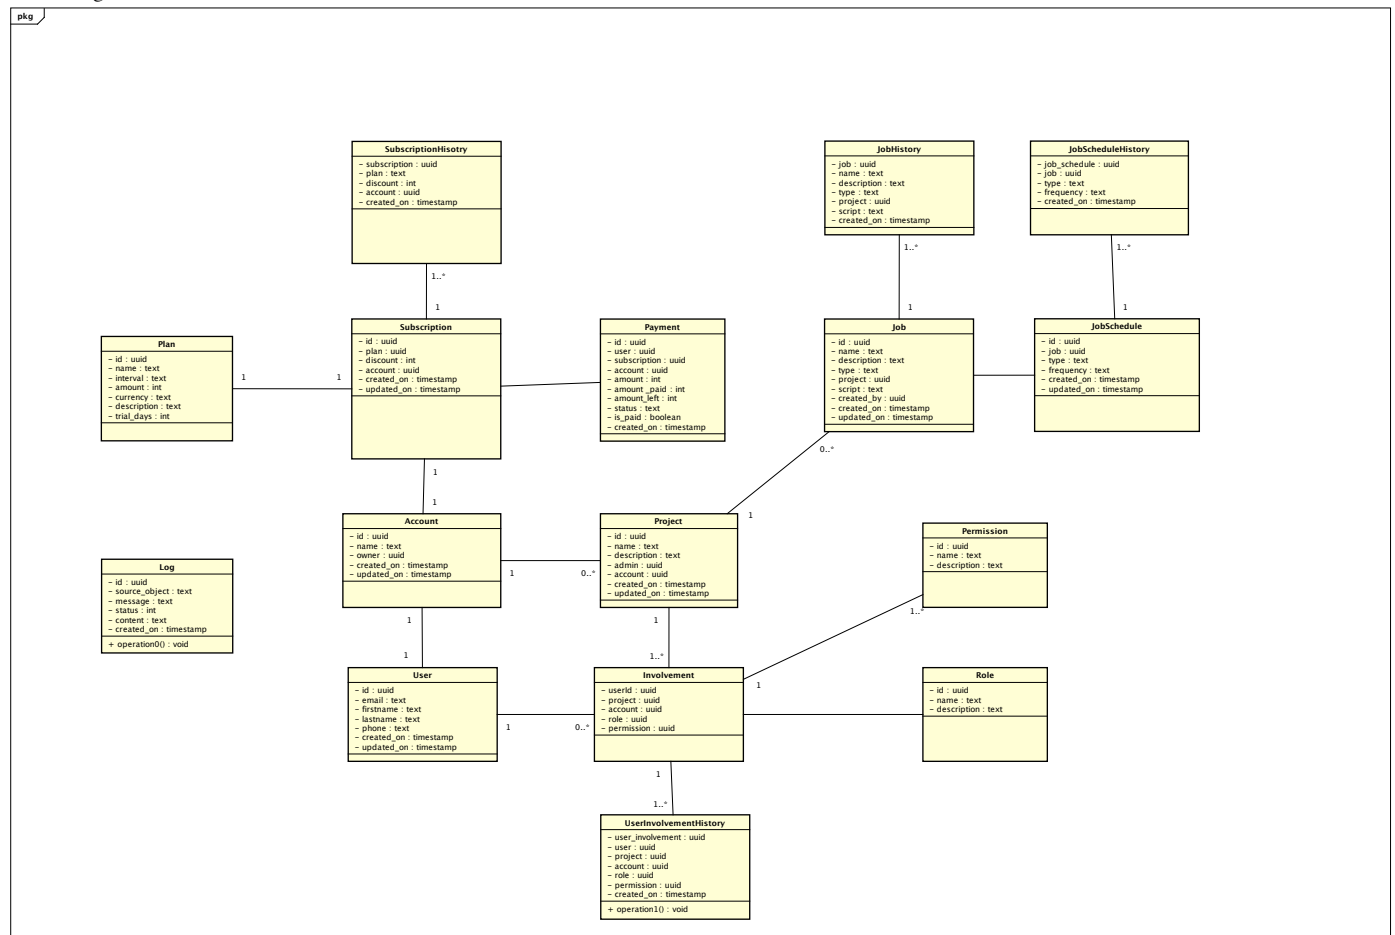 pkg
SubscriptionHisotry
- subscription : uuid
- plan : text
- discount : int
- account : uuid
- created_on : timestamp
JobHistory
- job : uuid
- name : text
- description : text
- type : text
- project : uuid
- script : text
- created_on : timestamp
JobScheduleHistory
- job_schedule : uuid
- job : uuid
- type : text
- frequency : text
- created_on : timestamp
1..*
1
1..*
1
1..*
1
Plan
- id : uuid
- name : text
- interval : text
- amount : int
- currency : text
- description : text
- trial_days : int
1
1
Subscription
- id : uuid
- plan : uuid
- discount : int
- account : uuid
- created_on : timestamp
- updated_on : timestamp
Payment
- id : uuid
- user : uuid
- subscription : uuid
- account : uuid
- amount : int
- amount_paid : int
- amount_left : int
- status : text
- is_paid : boolean
- created_on : timestamp
Job
- id : uuid
- name : text
- description : text
- type : text
- project : uuid
- script : text
- created_by : uuid
- created_on : timestamp
- updated_on : timestamp
JobSchedule
- id : uuid
- job : uuid
- type : text
- frequency : text
- created_on : timestamp
- updated_on : timestamp
1
1
0..*
1
Log
- id : uuid
- source_object : text
- message : text
- status : int
- content : text
- created_on : timestamp
+ operation0() : void
Account
- id : uuid
- name : text
- owner : uuid
- created_on : timestamp
- updated_on : timestamp
1
0..*
Project
- id : uuid
- name : text
- description : text
- admin : uuid
- account : uuid
- created_on : timestamp
- updated_on : timestamp
Permission
- id : uuid
- name : text
- description : text
1
1
1
1..*
1..*
1
User
- id : uuid
- email : text
- firstname : text
- lastname : text
- phone : text
- created_on : timestamp
- updated_on : timestamp
1
0..*
Involvement
- userId : uuid
- project : uuid
- account : uuid
- role : uuid
- permission : uuid
Role
- id : uuid
- name : text
- description : text
1
1..*
UserInvolvementHistory
- user_involvement : uuid
- user : uuid
- project : uuid
- account : uuid
- role : uuid
- permission : uuid
- created_on : timestamp
+ operation1() : void